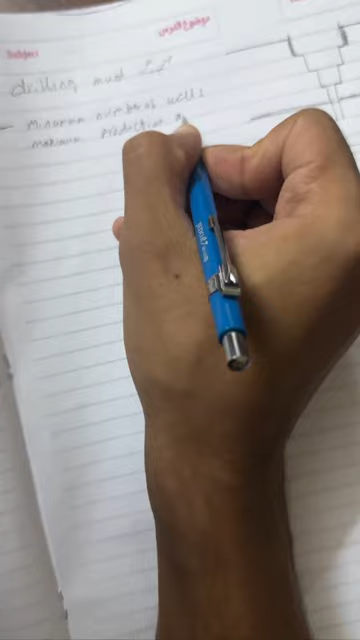 Subject
موضوع الدرس
drilling mud
Minimum number of wells
maximum production